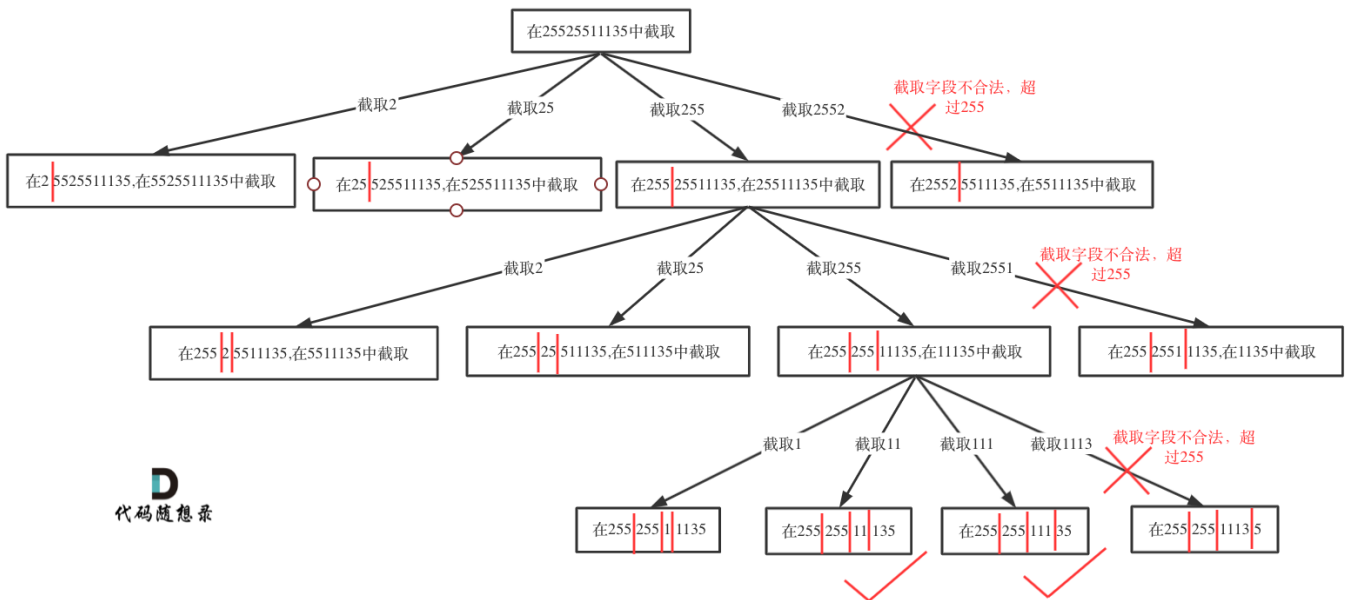 在25525511135中截取
截取2
截取25
截取255
截取2552
截取字段不合法，超
过255
在2 5525511135,在5525511135中截取
在25 525511135,在525511135中截取
在255 25511135,在25511135中截取
在2552 5511135,在5511135中截取
截取2
截取25
截取255
截取2551
截取字段不合法，超
过255
在255 2 5511135,在5511135中截取
在255 25 511135,在511135中截取
在255 255 11135,在11135中截取
在255 2551 1135,在1135中截取
截取1
截取11
截取111
截取1113
截取字段不合法，超
过255
代码随想录
在255 255 1 1135
在255 255 11 135
在255 255 111 35
在255 255 1113 5